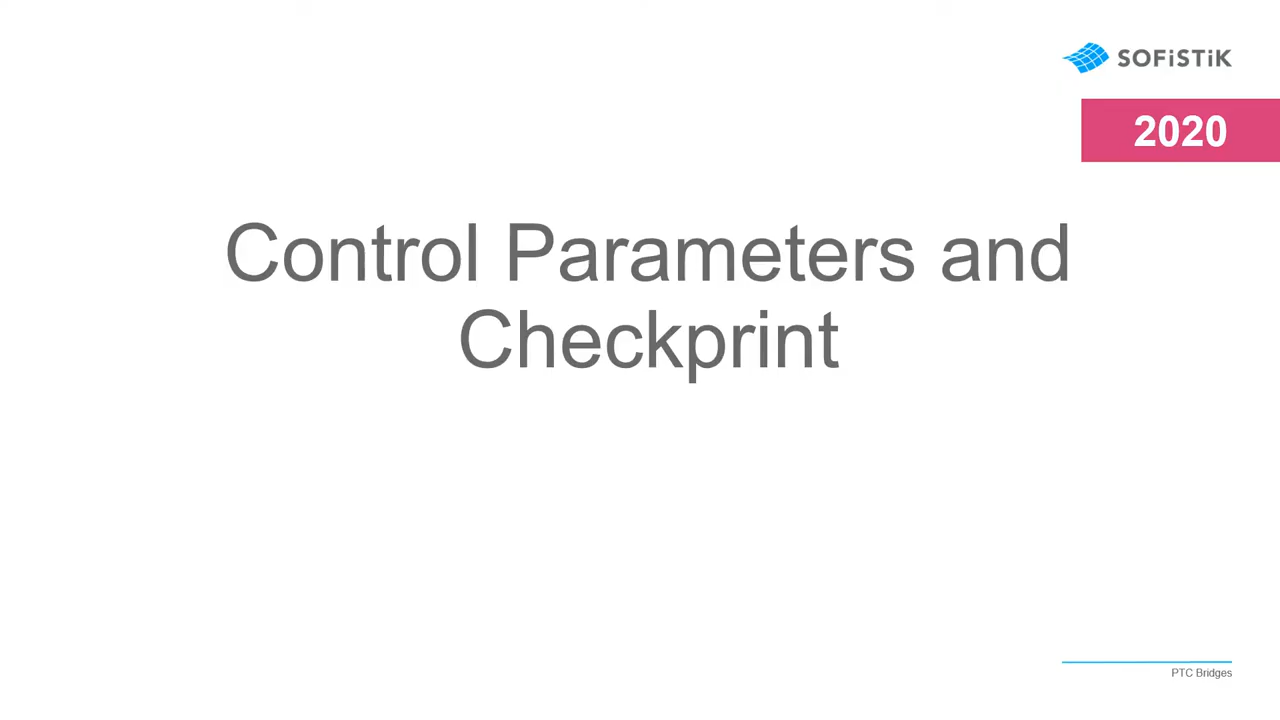 SOFiSTiK
2020
Control Parameters and
Checkprint
PTC Bridges